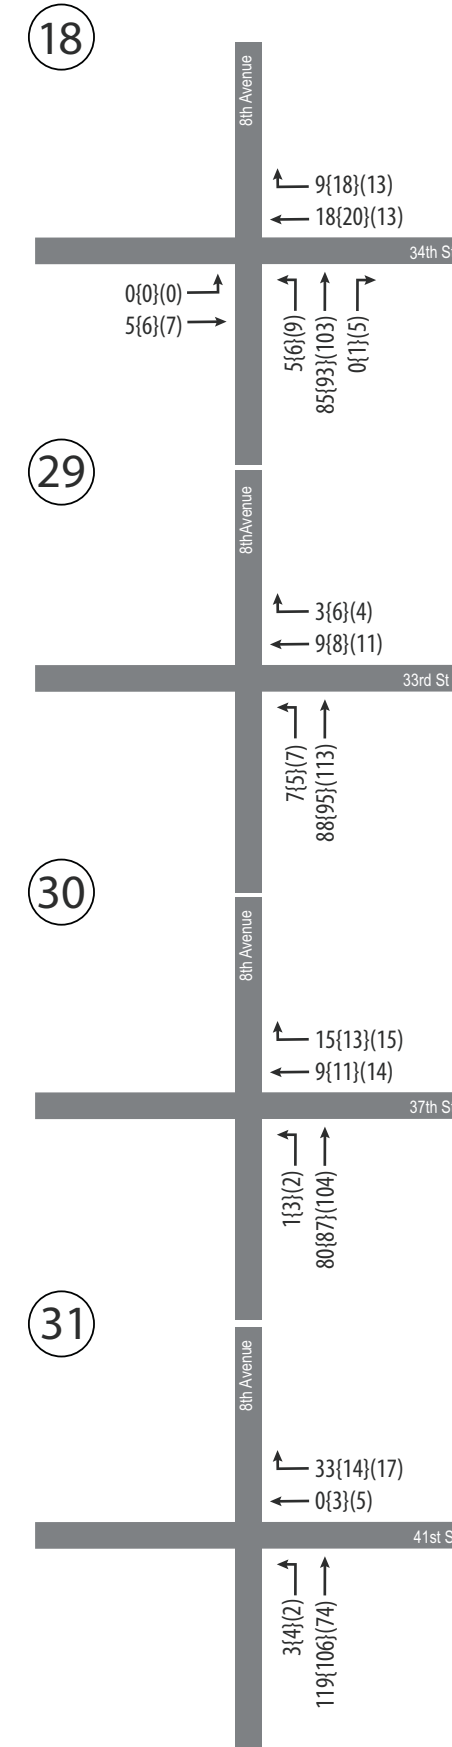 18
8th Avenue
9{18}(13)
18{20}(13)
34th S
0{0}(0)
5{6}(7)
5{6}(9)
85{93}(103)
0{1}(5)
29
8thAvenue
3{6}(4)
9{8}(11)
33rd St
7{5}(7)
88{95}(113)
30
8th Avenue
15{13}(15)
9{11}(14)
37th S
1{3}(2)
80{87}(104)
31
8th Avenue
33{14}(17)
0{3}(5)
41st S
3{4}(2)
119{106}(74)